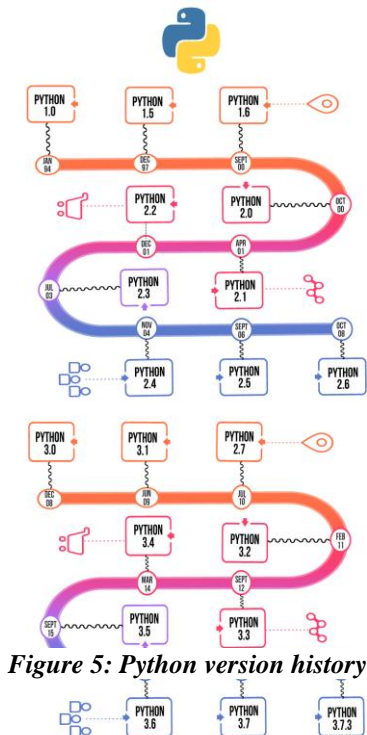 PYTHON 1.0
PYTHON 1.5
PYTHON 1.6
JAN 94
DEC 97
SEPT 00
PYTHON 2.2
PYTHON 2.0
OCT 00
DEC 01
APR 01
JUL 03
PYTHON 2.3
PYTHON 2.1
NOV 04
SEPT 06
OCT 08
PYTHON 2.4
PYTHON 2.5
PYTHON 2.6
PYTHON 3.0
PYTHON 3.1
PYTHON 2.7
DEC 08
JUN 09
JUL 10
PYTHON 3.4
PYTHON 3.2
FEB 11
MAR 14
SEPT 12
SEPT 15
PYTHON 3.5
PYTHON 3.3
Figure 5: Python version history
PYTHON 3.6
PYTHON 3.7
PYTHON 3.7.3